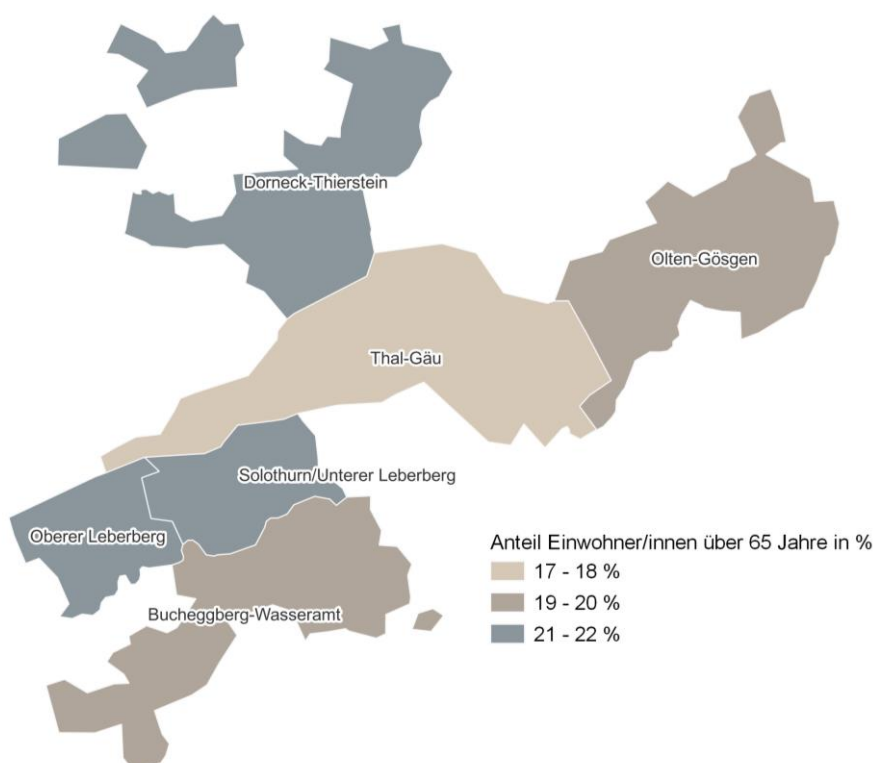 Dorneck-Thierstein
Olten-Gösgen
Thal-Gäu
Solothurn/Unterer Leberberg
Oberer Leberberg
Bucheggberg-Wasseramt
Anteil Einwohner/innen über 65 Jahre in %
17 - 18 %
19 - 20 %
21 - 22 %